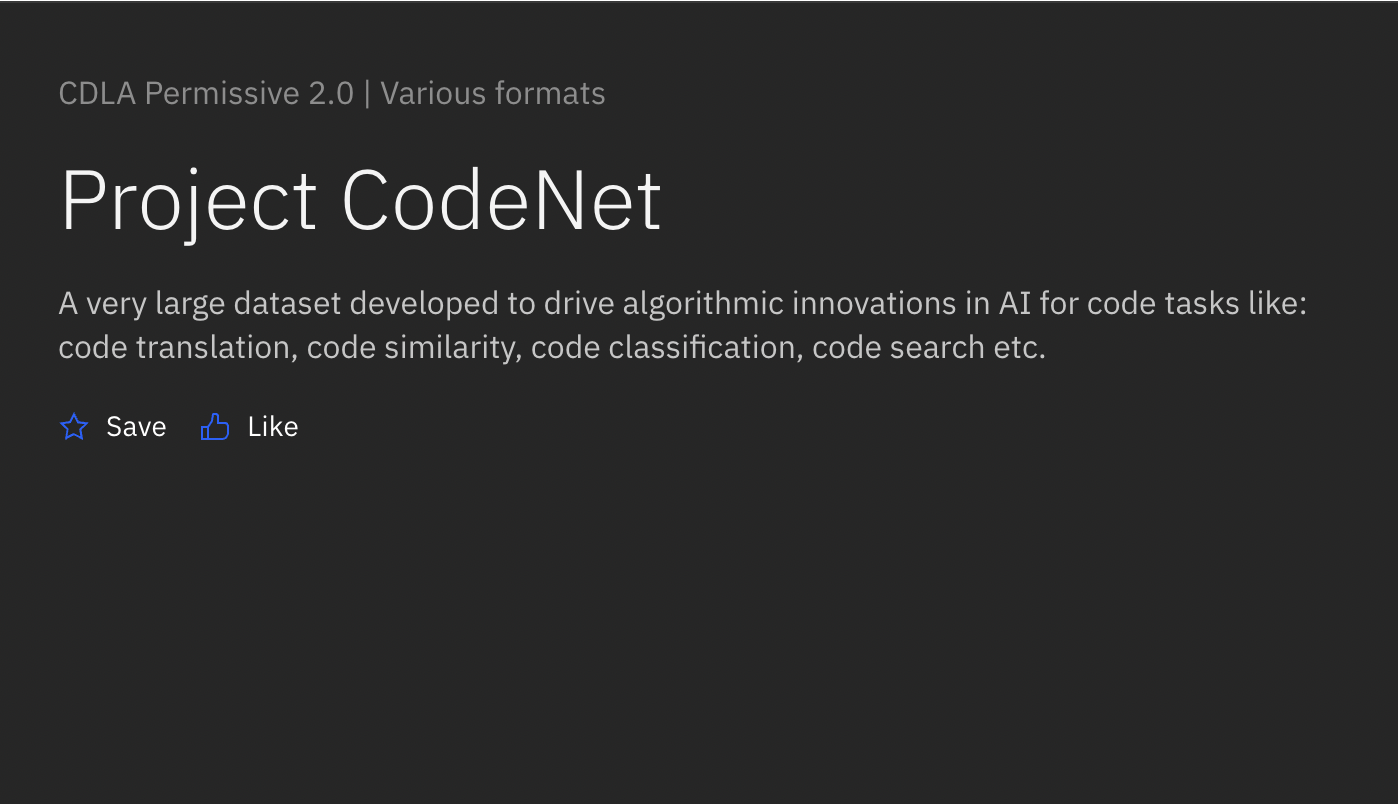 CDLA Permissive 2.0 | Various formats
Project CodeNet
A very large dataset developed to drive algorithmic innovations in AI for code tasks like:
code translation, code similarity, code classification, code search etc.
Save Like